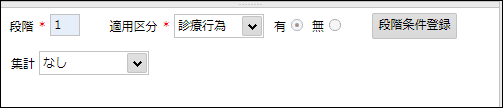 段階 * 1 適用区分 * 診療行為 有 無 段階条件登録
集計 なし